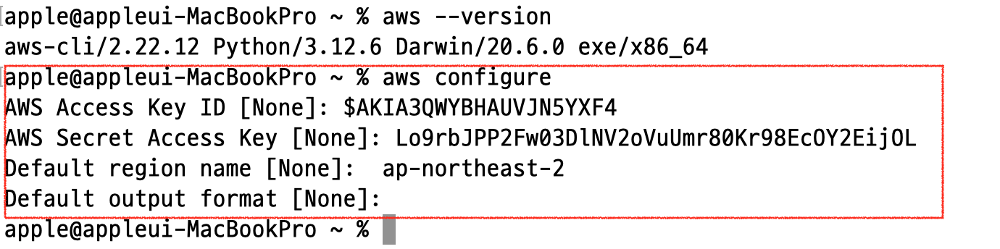 apple@appleui-MacBookPro ~ % aws --version
aws-cli/2.22.12 Python/3.12.6 Darwin/20.6.0 exe/x86_64
apple@appleui-MacBookPro ~ % aws configure
AWS Access Key ID [None]: $AKIA3QWYBHAUVJN5YXF4
AWS Secret Access Key [None]: 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
Default region name [None]:  ap-northeast-2
Default output format [None]:
apple@appleui-MacBookPro ~ %